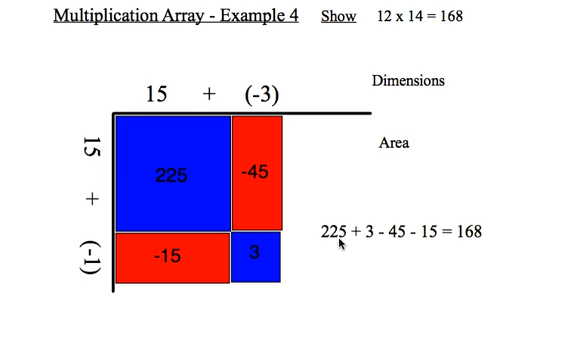 Multiplication Array - Example 4 Show 12 x 14 = 168
Dimensions
15 + (-3)
Area
15 + (-1)
225
-45
225 + 3 - 45 - 15 = 168
-15
3